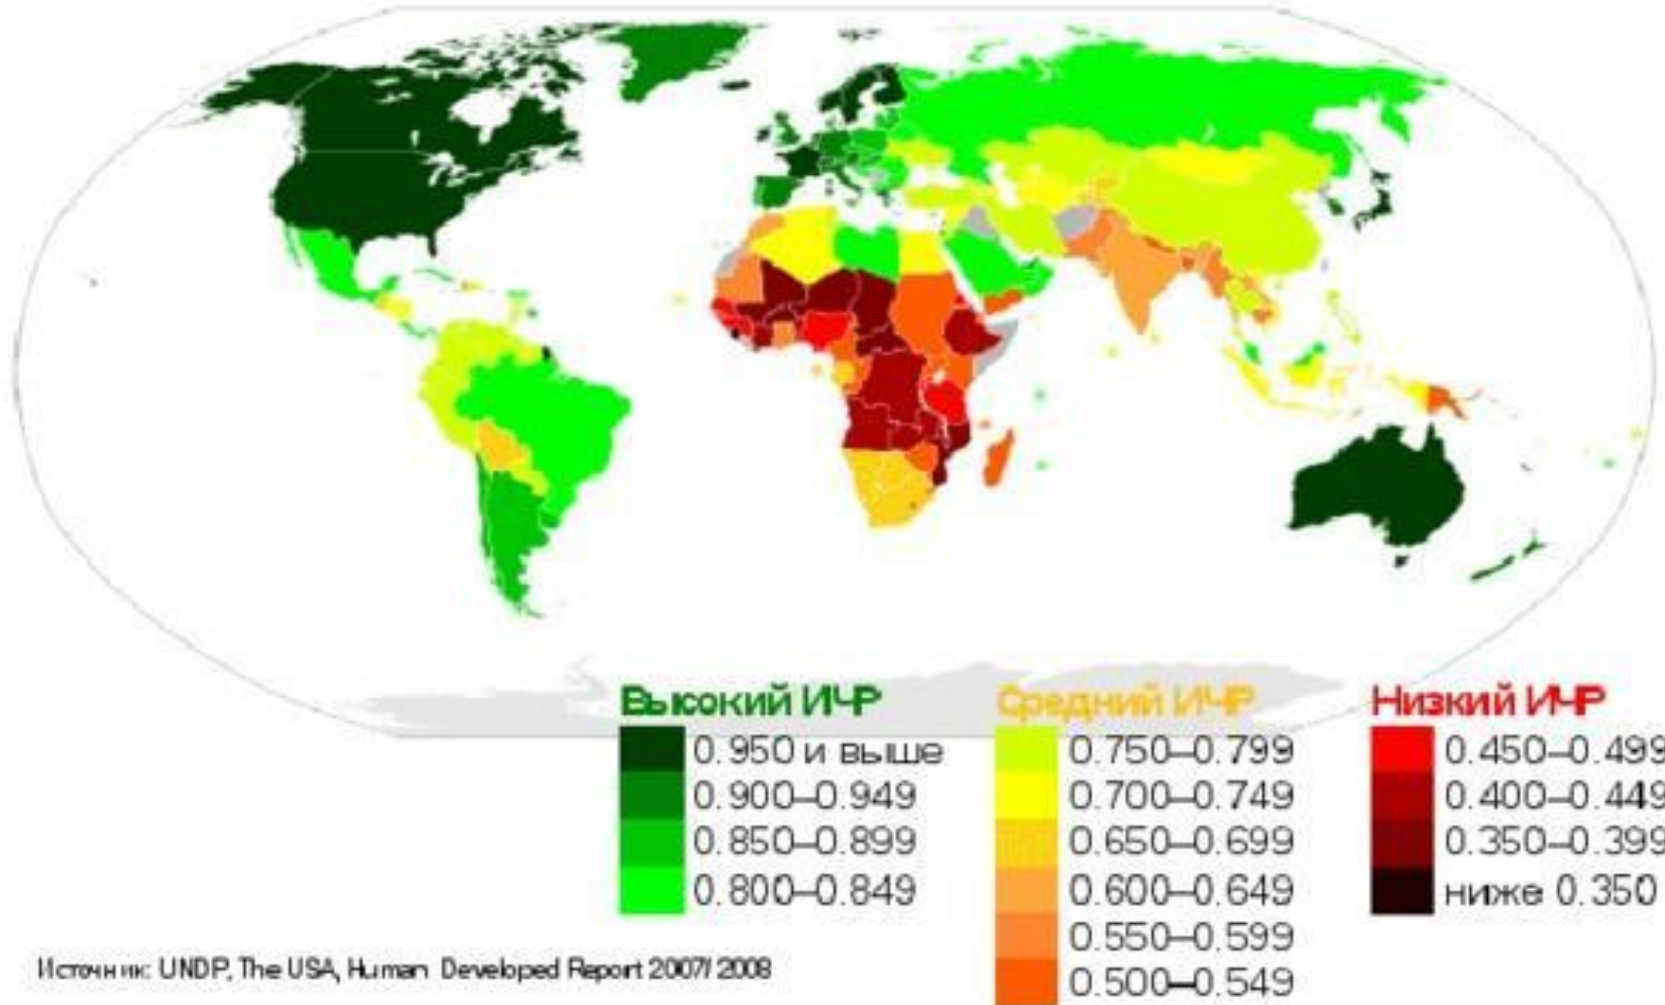 Высокий ИЧР
0.950 и выше
0.900–0.949
0.850–0.899
0.800–0.849
Средний ИЧР
0.750–0.799
0.700–0.749
0.650–0.699
0.600–0.649
0.550–0.599
0.500–0.549
Низкий ИЧР
0.450–0.499
0.400–0.449
0.350–0.399
ниже 0.350
Источник: UNDP, The USA, Human Developed Report 2007/2008